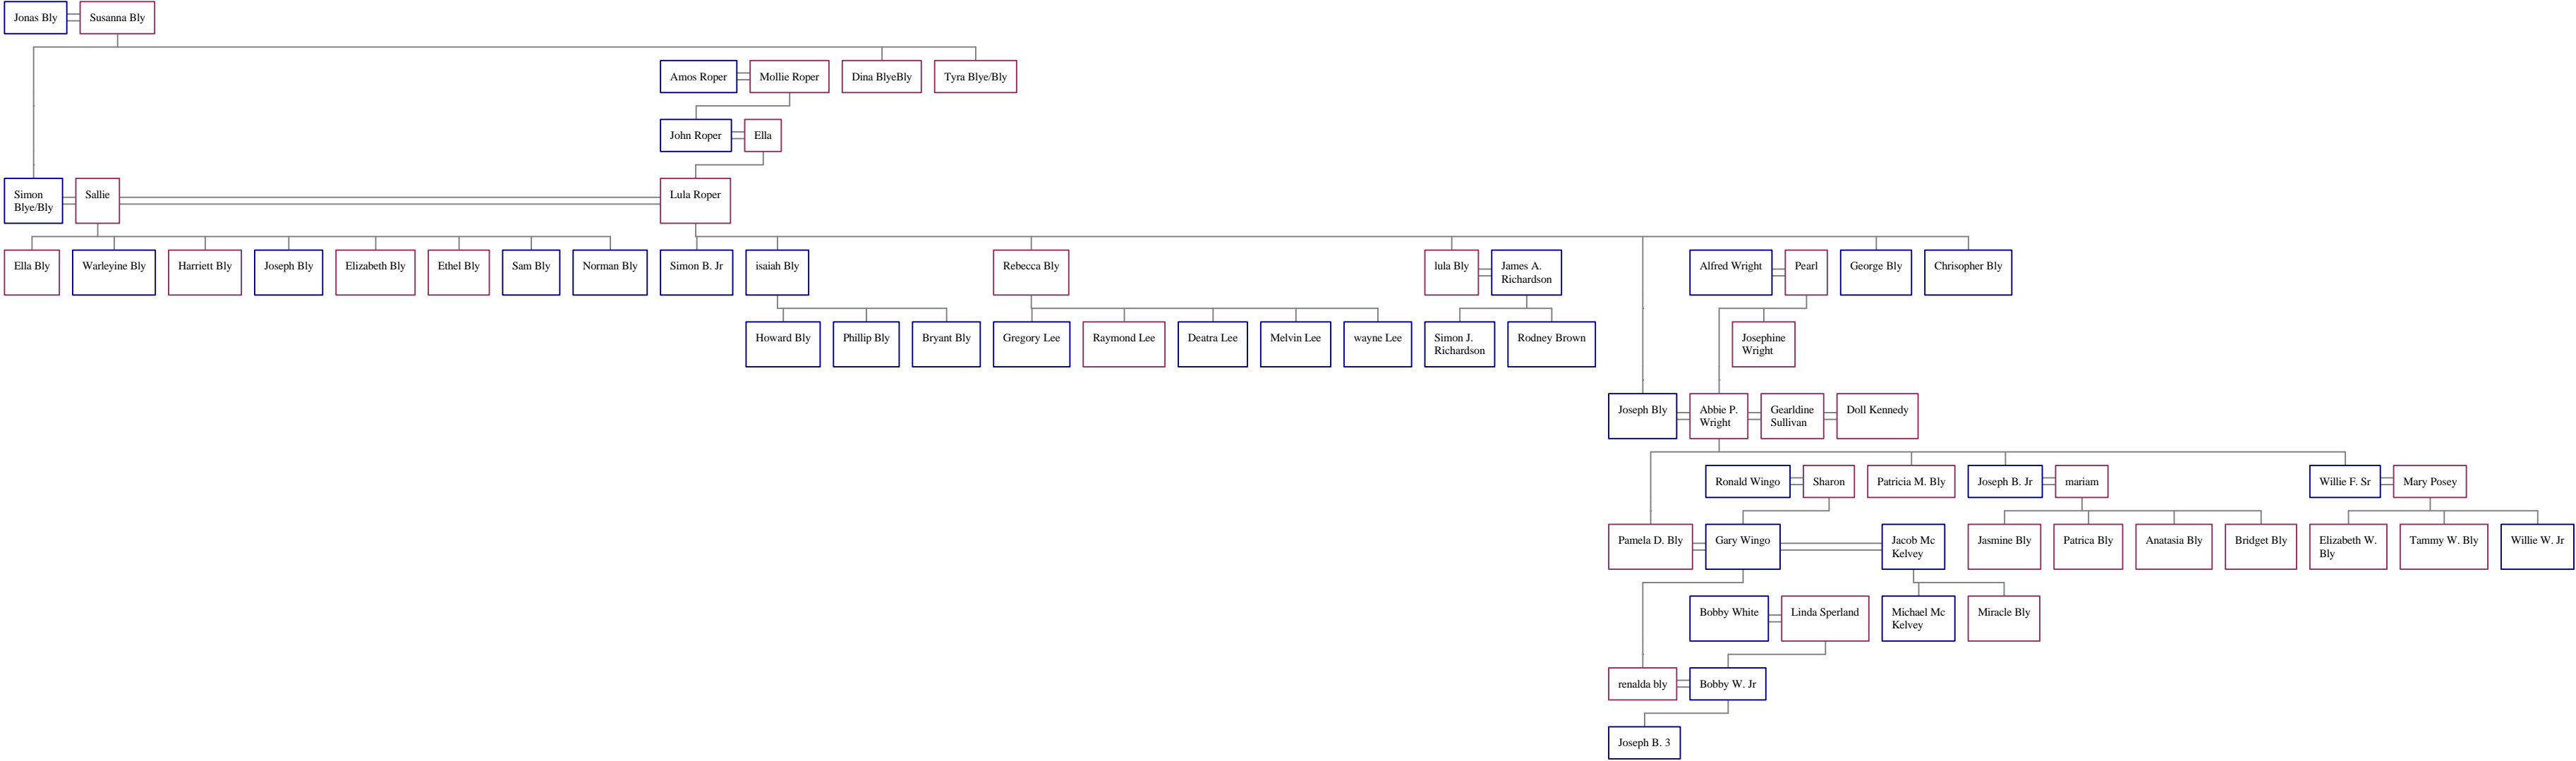 Jonas Bly
Susanna Bly
Amos Roper
Mollie Roper
Dina BlyeBly
Tyra Blye/Bly
John Roper
Ella
Simon
Blye/Bly
Sallie
Lula Roper
Ella Bly
Warleyine Bly
Harriett Bly
Joseph Bly
Elizabeth Bly
Ethel Bly
Sam Bly
Norman Bly
Simon B. Jr
isaiah Bly
Rebecca Bly
lula Bly
James A.
Richardson
Alfred Wright
Pearl
George Bly
Chrisopher Bly
Howard Bly
Phillip Bly
Bryant Bly
Gregory Lee
Raymond Lee
Deatra Lee
Melvin Lee
wayne Lee
Simon J.
Richardson
Rodney Brown
Josephine
Wright
Joseph Bly
Abbie P.
Wright
Gearldine
Sullivan
Doll Kennedy
Ronald Wingo
Sharon
Patricia M. Bly
Joseph B. Jr
mariam
Willie F. Sr
Mary Posey
Pamela D. Bly
Gary Wingo
Jacob Mc
Kelvey
Jasmine Bly
Patrica Bly
Anatasia Bly
Bridget Bly
Elizabeth W.
Bly
Tammy W. Bly
Willie W. Jr
Bobby White
Linda Sperland
Michael Mc
Kelvey
Miracle Bly
renalda bly
Bobby W. Jr
Joseph B. 3